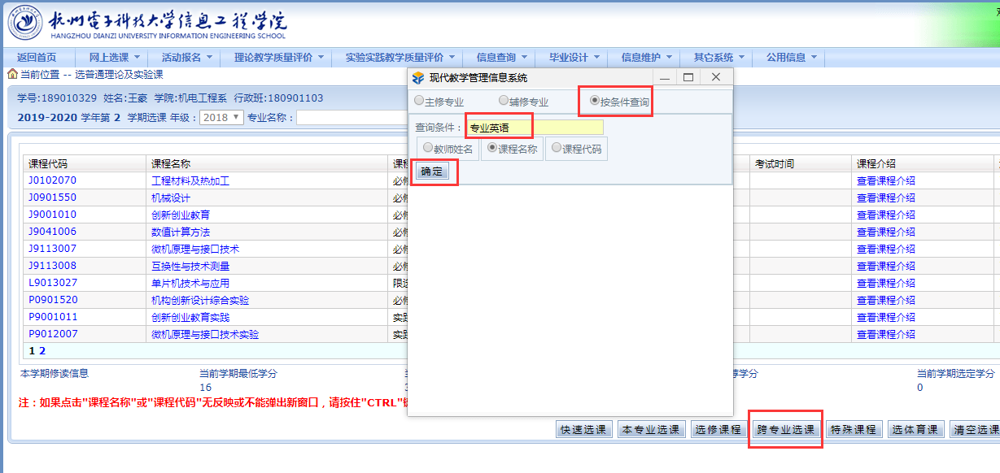 杭州电子科技大学信息工程学院
HANGZHOU DIANZI UNIVERSITY INFORMATION ENGINEERING SCHOOL
返回首页 网上选课 活动报名 理论教学质量评价 实验实践教学质量评价 信息查询 毕业设计 信息维护 其它系统 公用信息
当前位置 -- 选普通理论及实验课
现代教学管理信息系统
学号:189010329 姓名:王豪 学院:机电工程系 行政班:180901103
主修专业 辅修专业 按条件查询
2019-2020 学年第 2 学期选课 年级：2018 专业名称：
查询条件：专业英语
教师姓名 课程名称 课程代码
确定
课程代码 课程名称 考试时间 课程介绍
J0102070 工程材料及热加工 必 查看课程介绍
J0901550 机械设计 必 查看课程介绍
J9001010 创新创业教育 必 查看课程介绍
J9041006 数值计算方法 必 查看课程介绍
J9113007 微机原理与接口技术 必 查看课程介绍
J9113008 互换性与技术测量 必 查看课程介绍
L9013027 单片机技术与应用 限 查看课程介绍
P0901520 机构创新设计综合实验 必 查看课程介绍
P9001011 创新创业教育实践 实 查看课程介绍
P9012007 微机原理与接口技术实验 实 查看课程介绍
1 2
本学期修读信息 当前学期最低学分 学分 当前学期选定学分
16 0
注：如果点击"课程名称"或"课程代码"无反映或不能弹出新窗口，请按住"CTRL"
快速选课 本专业选课 选修课程 跨专业选课 特殊课程 选体育课 清空选课